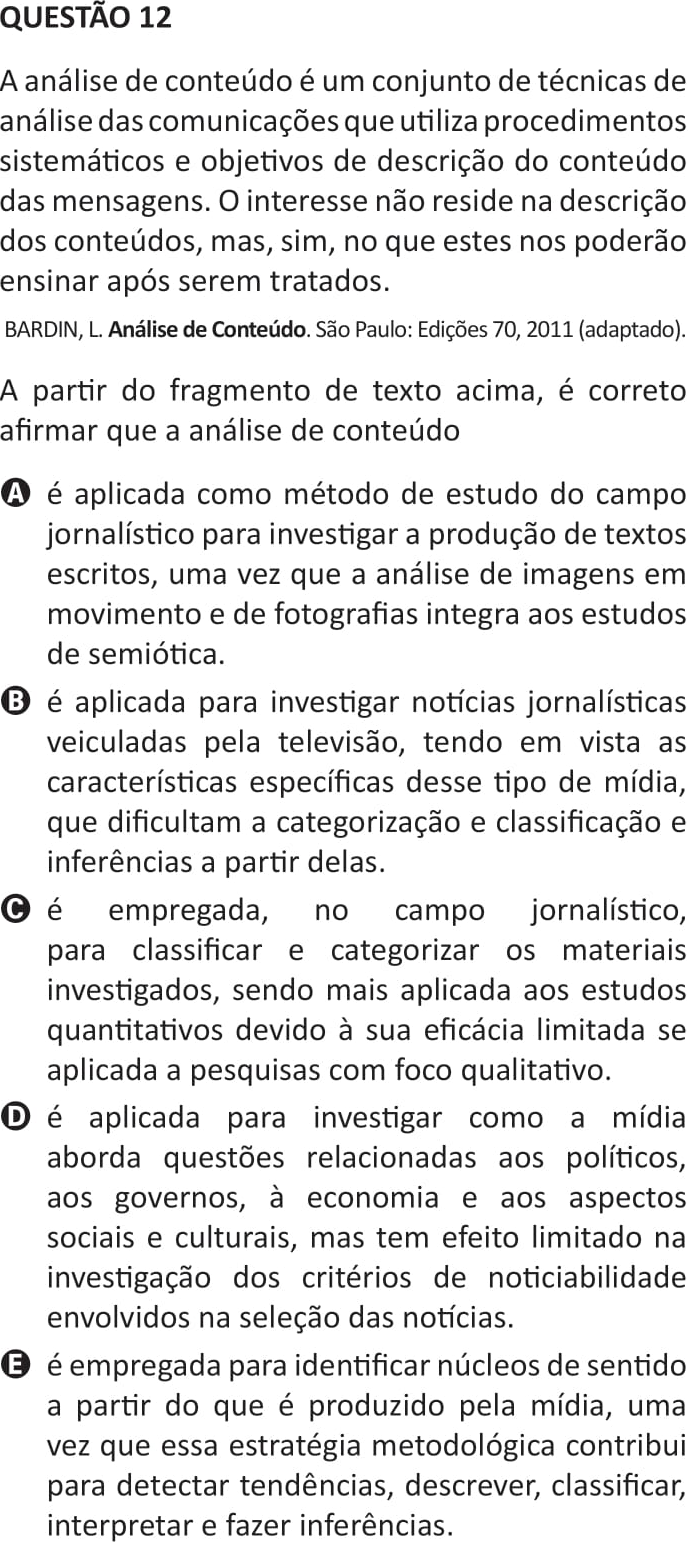 QUESTÃO 12
A análise de conteúdo é um conjunto de técnicas de
análise das comunicações que utiliza procedimentos
sistemáticos e objetivos de descrição do conteúdo
das mensagens. O interesse não reside na descrição
dos conteúdos, mas, sim, no que estes nos poderão
ensinar após serem tratados.
BARDIN, L. Análise de Conteúdo. São Paulo: Edições 70, 2011 (adaptado).
A partir do fragmento de texto acima, é correto
afirmar que a análise de conteúdo
A é aplicada como método de estudo do campo
jornalístico para investigar a produção de textos
escritos, uma vez que a análise de imagens em
movimento e de fotografias integra aos estudos
de semiótica.
B é aplicada para investigar notícias jornalísticas
veiculadas pela televisão, tendo em vista as
características específicas desse tipo de mídia,
que dificultam a categorização e classificação e
inferências a partir delas.
C é empregada, no campo jornalístico,
para classificar e categorizar os materiais
investigados, sendo mais aplicada aos estudos
quantitativos devido à sua eficácia limitada se
aplicada a pesquisas com foco qualitativo.
D é aplicada para investigar como a mídia
aborda questões relacionadas aos políticos,
aos governos, à economia e aos aspectos
sociais e culturais, mas tem efeito limitado na
investigação dos critérios de noticiabilidade
envolvidos na seleção das notícias.
E é empregada para identificar núcleos de sentido
a partir do que é produzido pela mídia, uma
vez que essa estratégia metodológica contribui
para detectar tendências, descrever, classificar,
interpretar e fazer inferências.